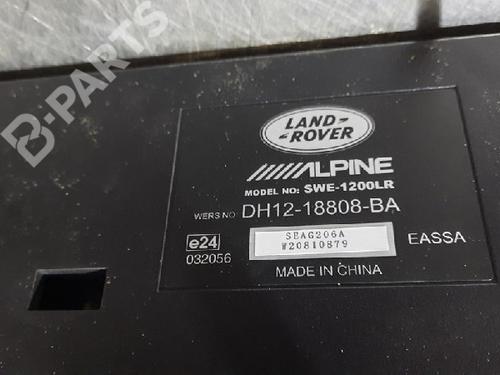 B-PARTS
LAND-
ROVER
ALPINE
MODEL NO: SWE-1200LR
WERS NO: DH12-18808-BA
SEAG206A
W20810879
EASSA
e24
032056
MADE IN CHINA